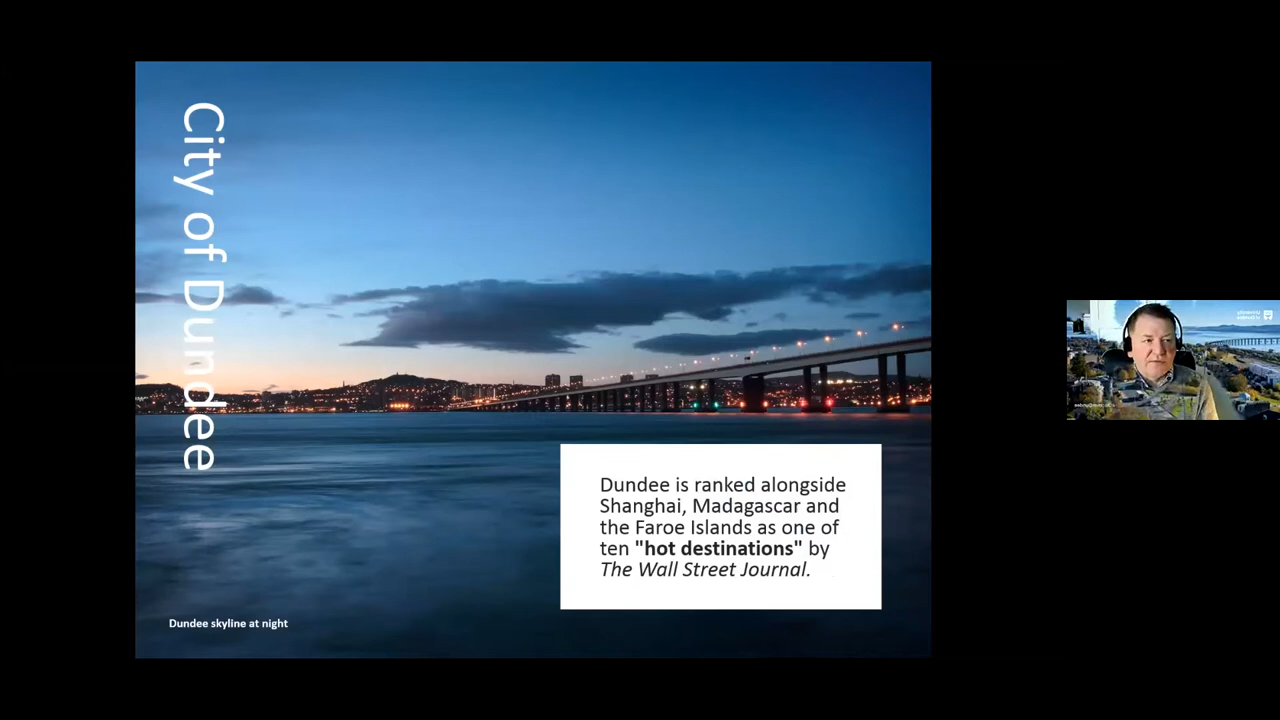 City of Dundee
Dundee is ranked alongside
Shanghai, Madagascar and
the Faroe Islands as one of
ten "hot destinations" by
The Wall Street Journal.
Dundee skyline at night